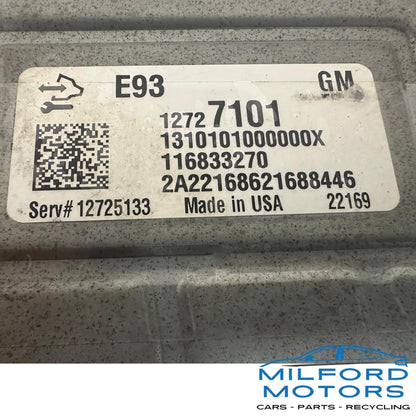 E93 GM
12727101
1310101000000X
116833270
2A22168621688446
Serv# 12725133 Made in USA 22169
MILFORD
MOTORS
CARS - PARTS - RECYCLING